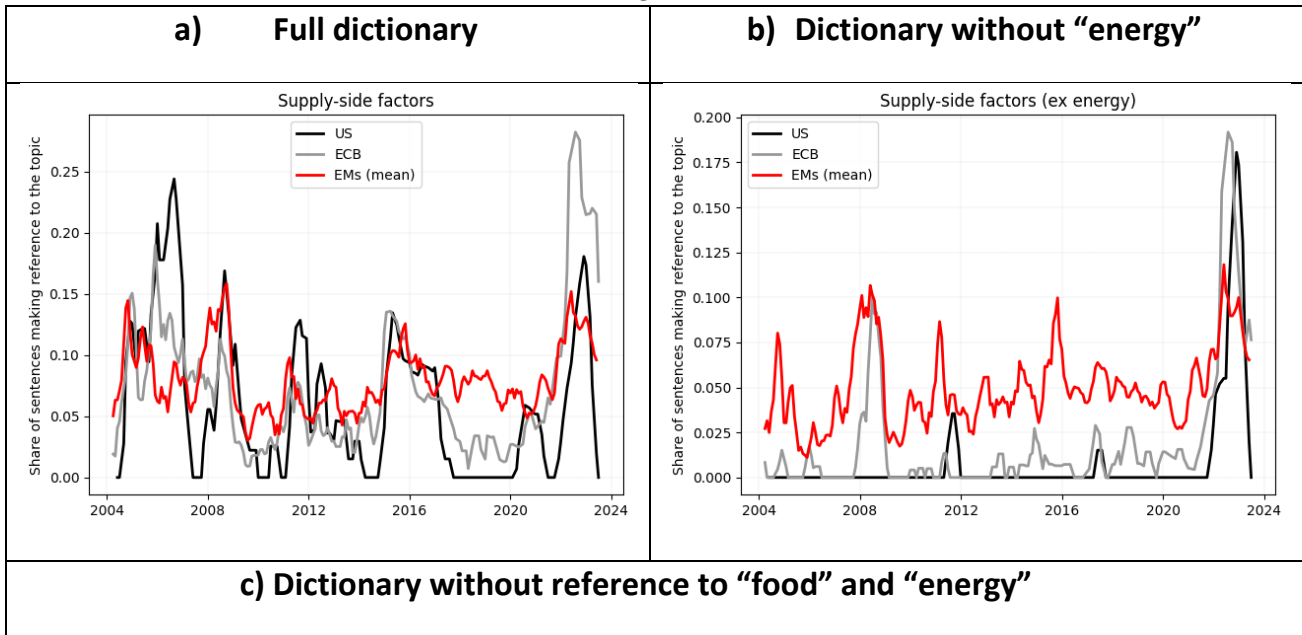 a) Full dictionary
b) Dictionary without “energy”
Supply-side factors
US
ECB
EMs (mean)
Share of sentences making reference to the topic
0.25
0.20
0.15
0.10
0.05
0.00
2004 2008 2012 2016 2020 2024
Supply-side factors (ex energy)
US
ECB
EMs (mean)
Share of sentences making reference to the topic
0.200
0.175
0.150
0.125
0.100
0.075
0.050
0.025
0.000
2004 2008 2012 2016 2020 2024
c) Dictionary without reference to “food” and “energy”